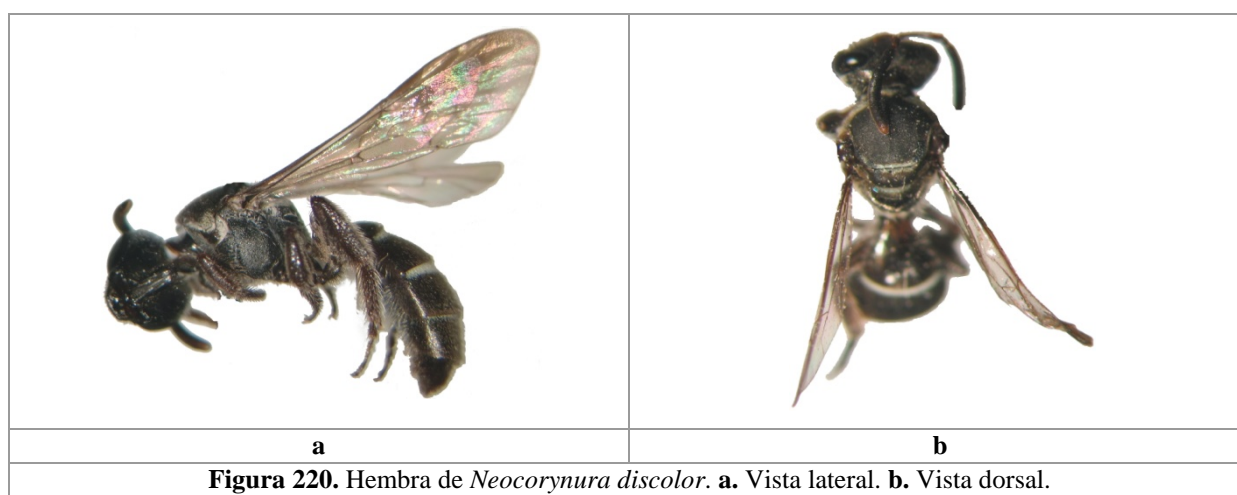 a
b
Figura 220. Hembra de Neocorynura discolor. a. Vista lateral. b. Vista dorsal.